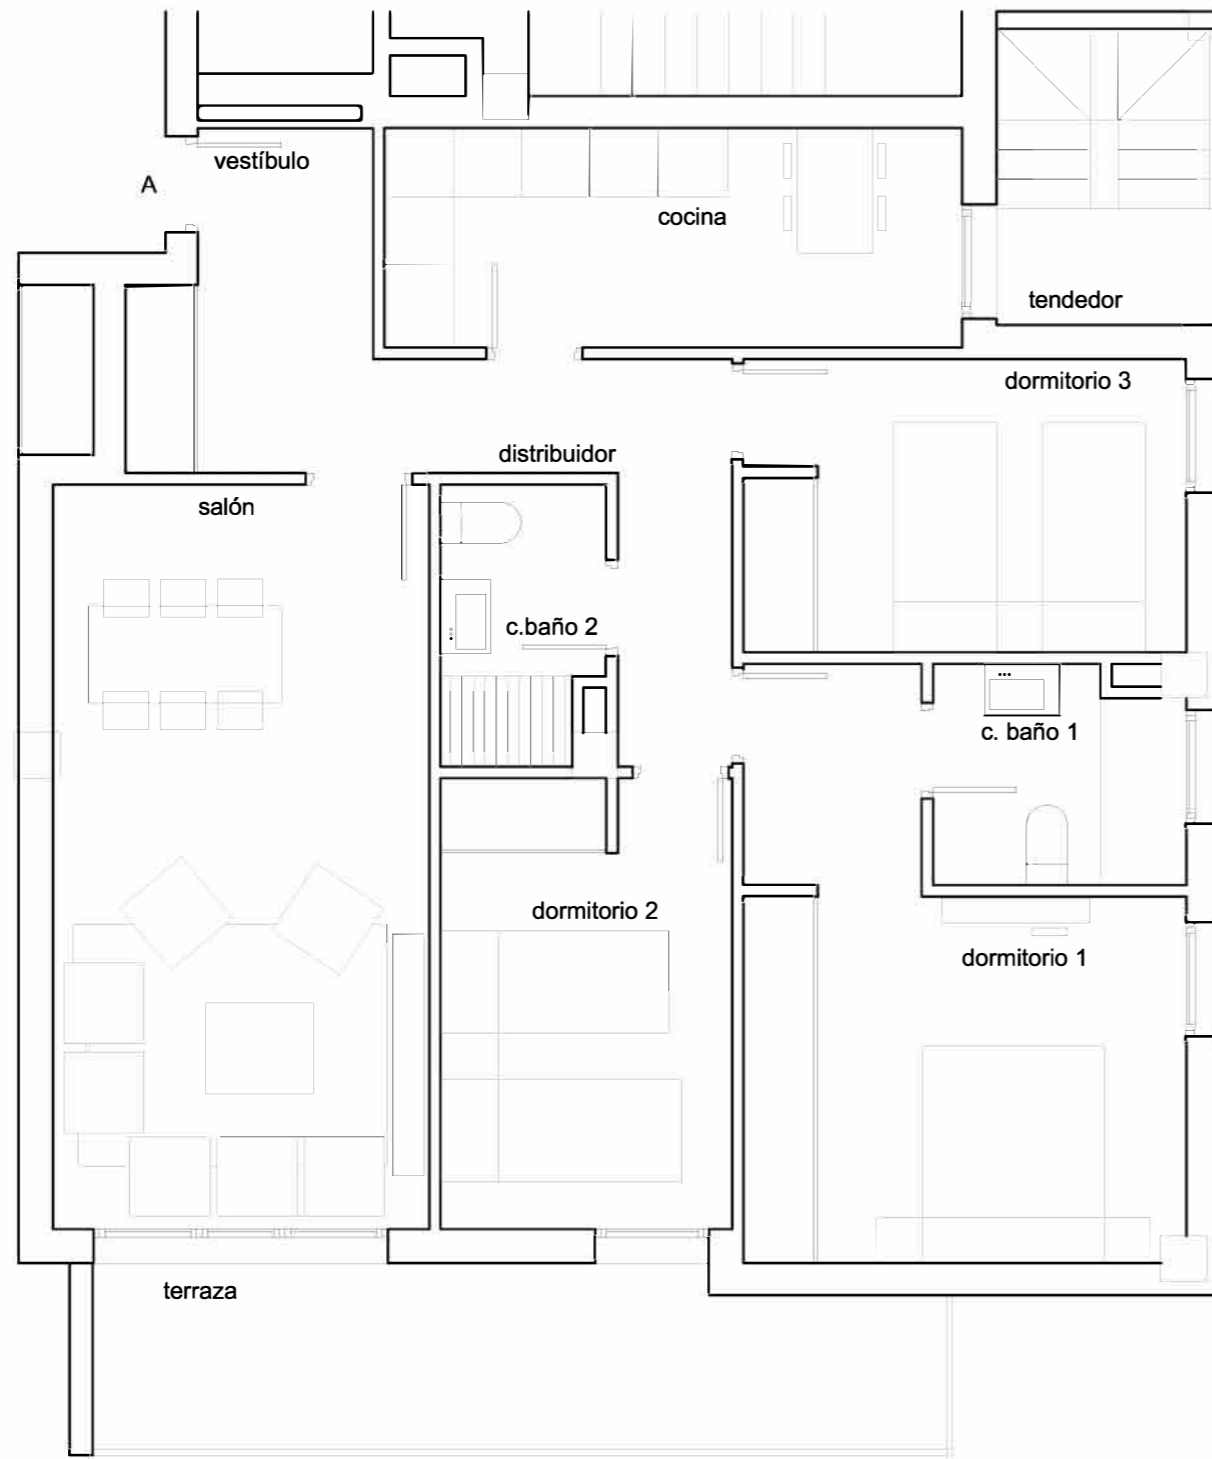 vestíbulo
A
cocina
tendedor
dormitorio 3
distribuidor
salón
c.baño 2
c. baño 1
dormitorio 2
dormitorio 1
terraza